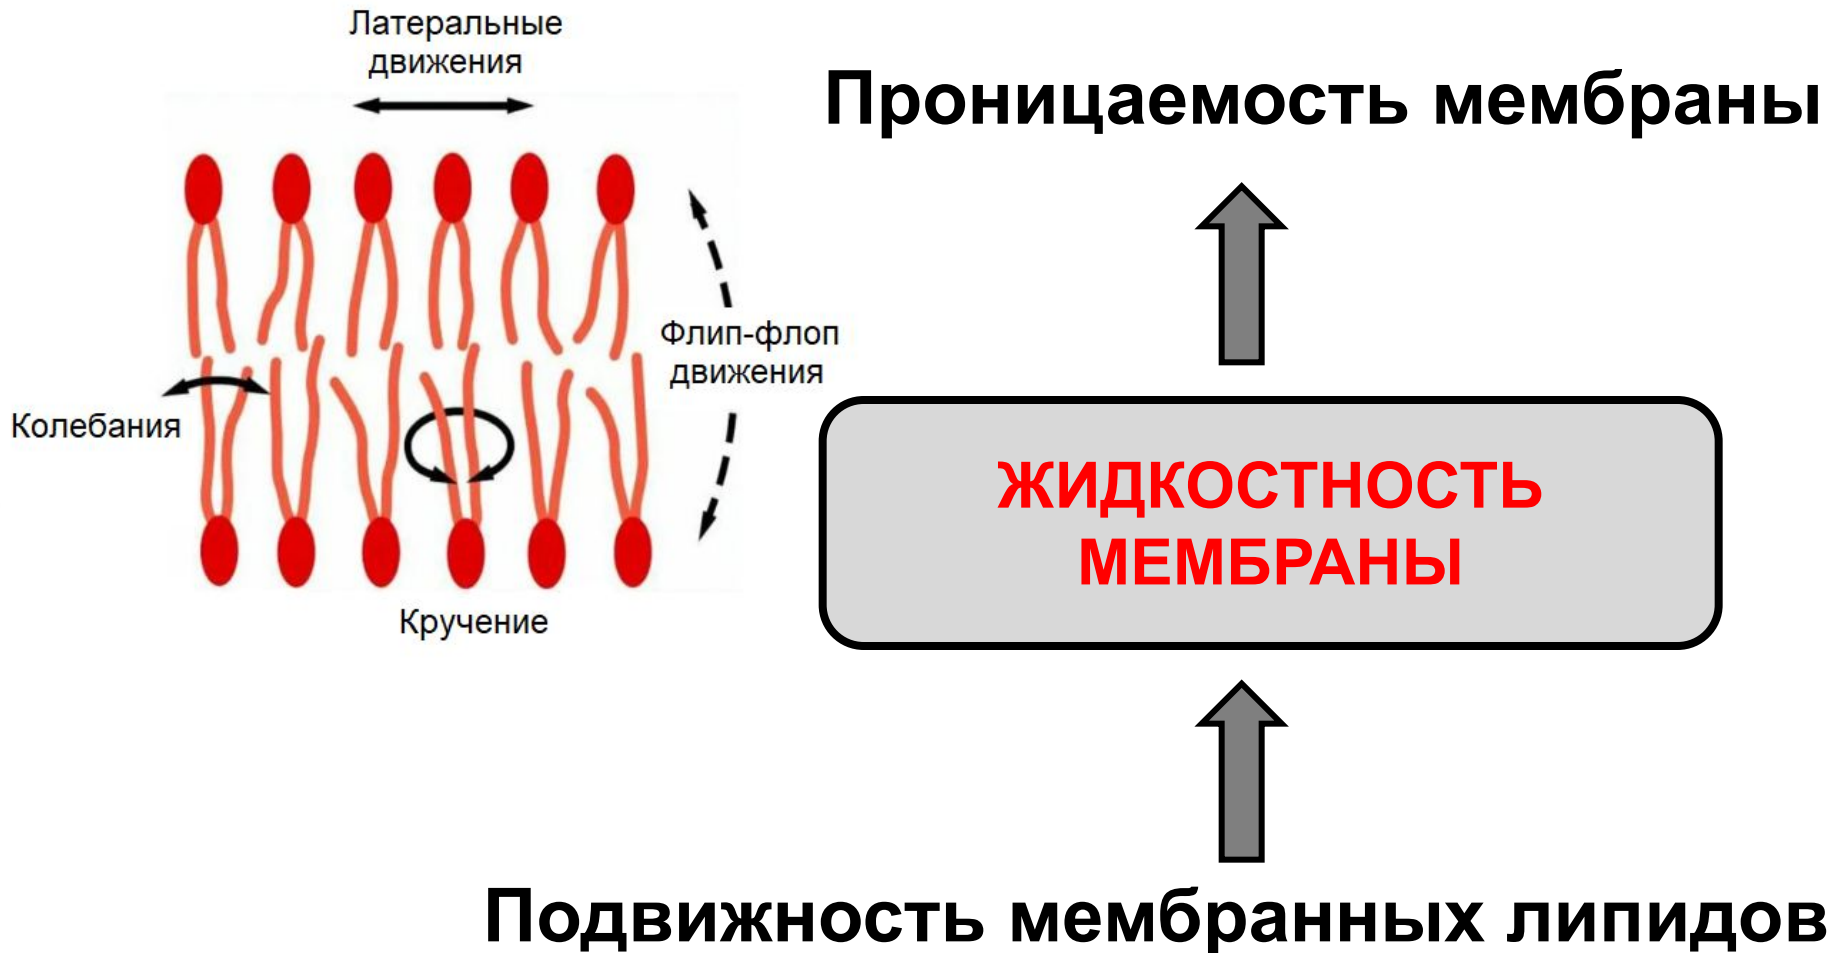 Латеральные
движения
Проницаемость мембраны
Флип-флоп
движения
Колебания
ЖИДКОСТНОСТЬ
МЕМБРАНЫ
Кручение
Подвижность мембранных липидов